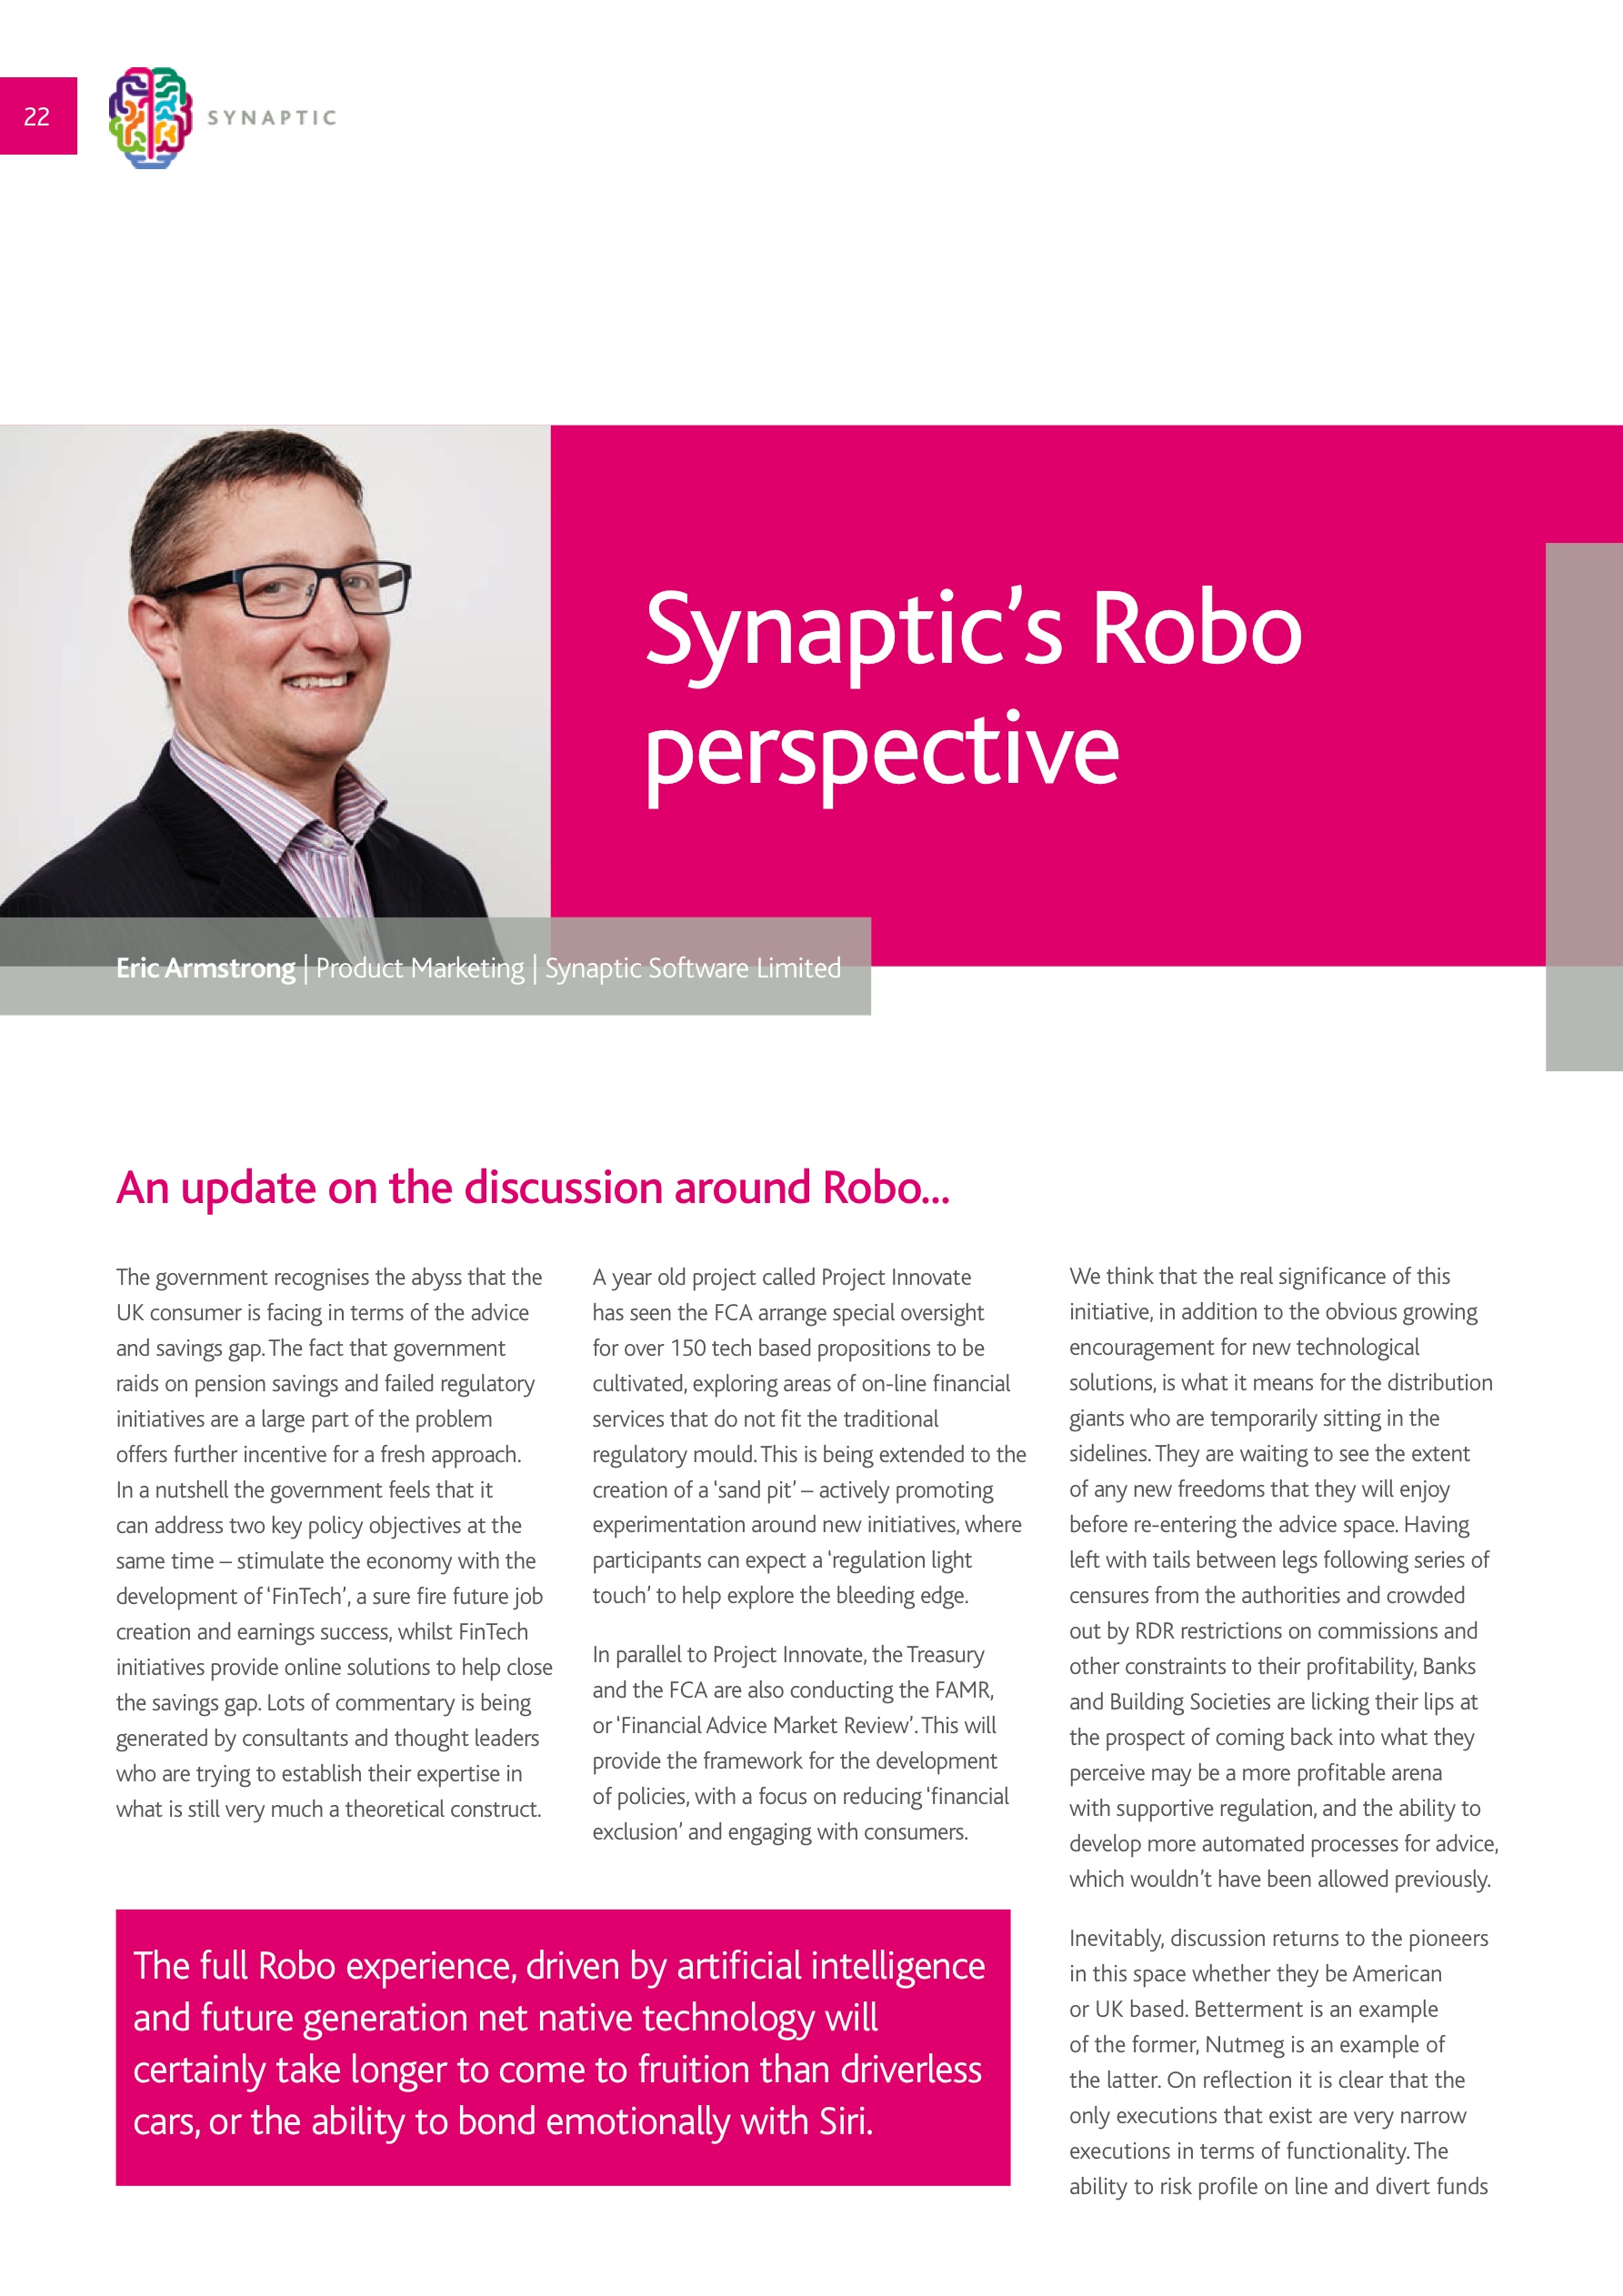 22
SYNAPTIC
Synaptic’s Robo
perspective
Eric Armstrong | Product Marketing | Synaptic Software Limited
An update on the discussion around Robo...
The government recognises the abyss that the
UK consumer is facing in terms of the advice
and savings gap. The fact that government
raids on pension savings and failed regulatory
initiatives are a large part of the problem
offers further incentive for a fresh approach.
In a nutshell the government feels that it
can address two key policy objectives at the
same time – stimulate the economy with the
development of ‘FinTech’, a sure fire future job
creation and earnings success, whilst FinTech
initiatives provide online solutions to help close
the savings gap. Lots of commentary is being
generated by consultants and thought leaders
who are trying to establish their expertise in
what is still very much a theoretical construct.
A year old project called Project Innovate
has seen the FCA arrange special oversight
for over 150 tech based propositions to be
cultivated, exploring areas of on-line financial
services that do not fit the traditional
regulatory mould. This is being extended to the
creation of a ‘sand pit’ – actively promoting
experimentation around new initiatives, where
participants can expect a ‘regulation light
touch’ to help explore the bleeding edge.
In parallel to Project Innovate, the Treasury
and the FCA are also conducting the FAMR,
or ‘Financial Advice Market Review’. This will
provide the framework for the development
of policies, with a focus on reducing ‘financial
exclusion’ and engaging with consumers.
We think that the real significance of this
initiative, in addition to the obvious growing
encouragement for new technological
solutions, is what it means for the distribution
giants who are temporarily sitting in the
sidelines. They are waiting to see the extent
of any new freedoms that they will enjoy
before re-entering the advice space. Having
left with tails between legs following series of
censures from the authorities and crowded
out by RDR restrictions on commissions and
other constraints to their profitability, Banks
and Building Societies are licking their lips at
the prospect of coming back into what they
perceive may be a more profitable arena
with supportive regulation, and the ability to
develop more automated processes for advice,
which wouldn’t have been allowed previously.
Inevitably, discussion returns to the pioneers
in this space whether they be American
or UK based. Betterment is an example
of the former, Nutmeg is an example of
the latter. On reflection it is clear that the
only executions that exist are very narrow
executions in terms of functionality. The
ability to risk profile on line and divert funds
The full Robo experience, driven by artificial intelligence
and future generation net native technology will
certainly take longer to come to fruition than driverless
cars, or the ability to bond emotionally with Siri.